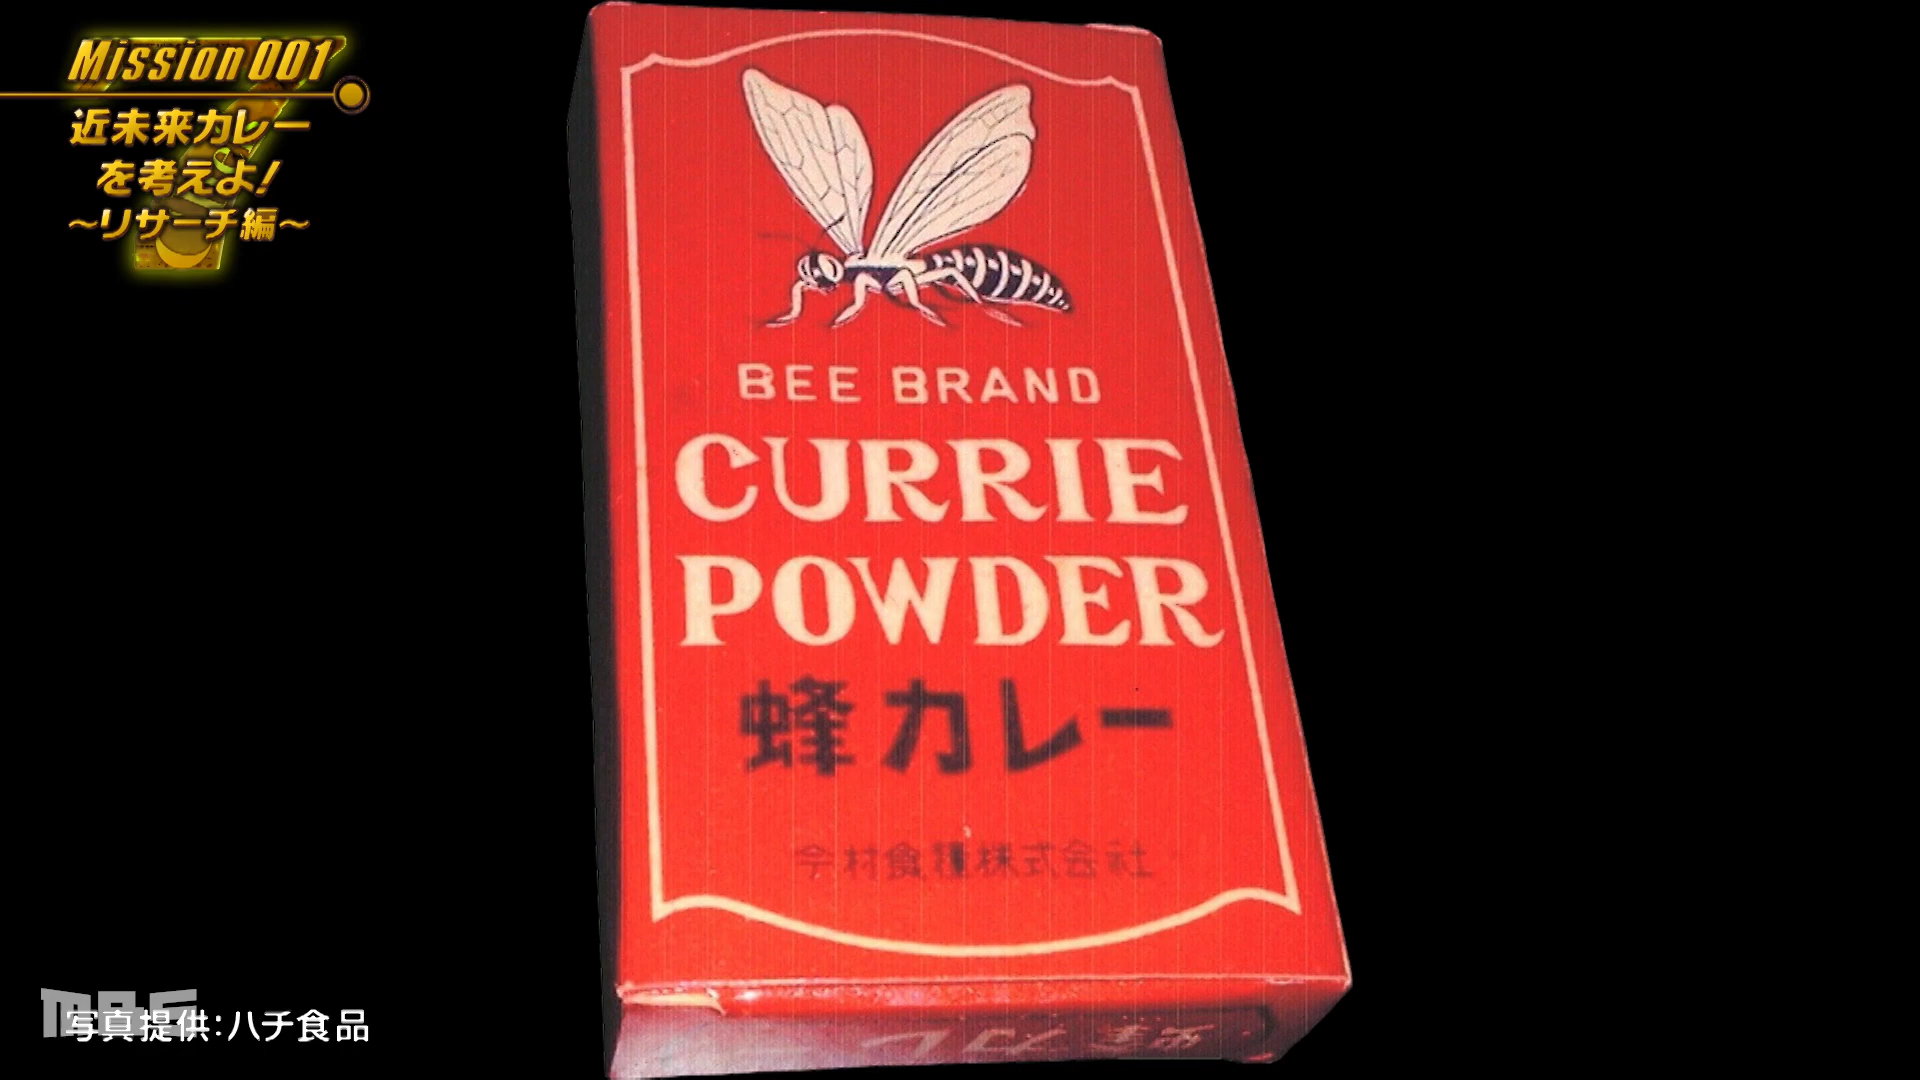 Mission 001
近未来カレー
を考えよ!
～リサーチ編～
BEE BRAND
CURRIE
POWDER
蜂カレー
今村食糧株式会社
MBS
写真提供:ハチ食品